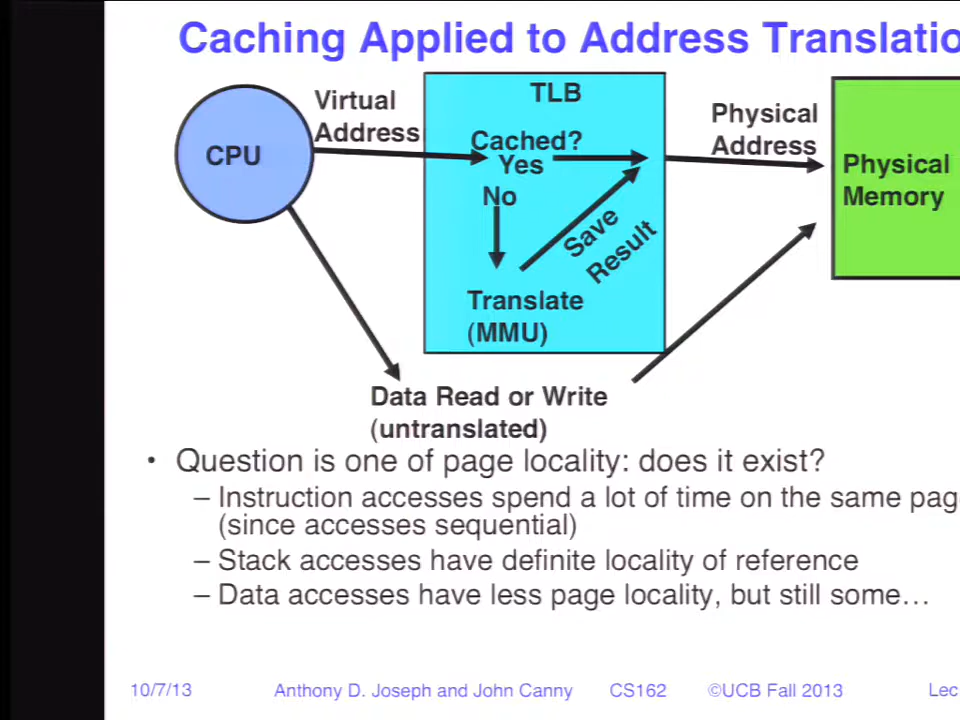 Caching Applied to Address Translatio
TLB
Virtual
Address
CPU
Cached?
Yes
No
Save
Result
Translate
(MMU)
Physical
Address
Physical
Memory
Data Read or Write
(untranslated)
• Question is one of page locality: does it exist?
– Instruction accesses spend a lot of time on the same page
(since accesses sequential)
– Stack accesses have definite locality of reference
– Data accesses have less page locality, but still some…
10/7/13 Anthony D. Joseph and John Canny CS162 ©UCB Fall 2013 Lec